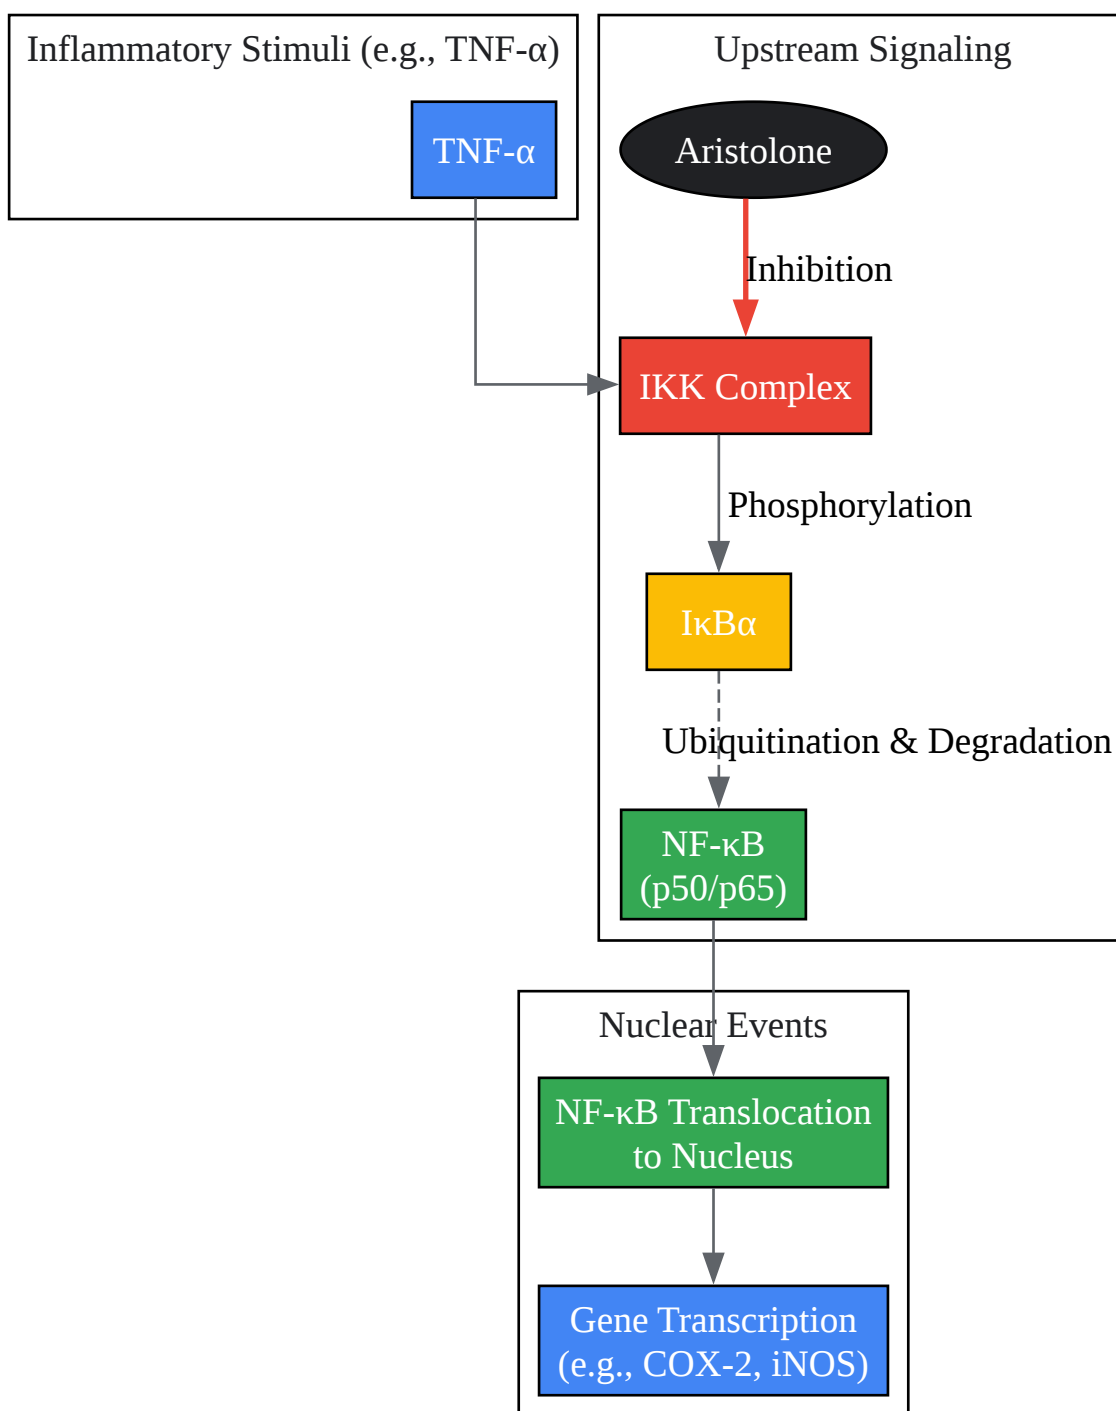 Inflammatory Stimuli (e.g., TNF-α)
TNF-α
Upstream Signaling
Aristolone
Inhibition
IKK Complex
Phosphorylation
IκBα
Ubiquitination & Degradation
NF-κB
(p50/p65)
Nuclear Events
NF-κB Translocation
to Nucleus
Gene Transcription
(e.g., COX-2, iNOS)